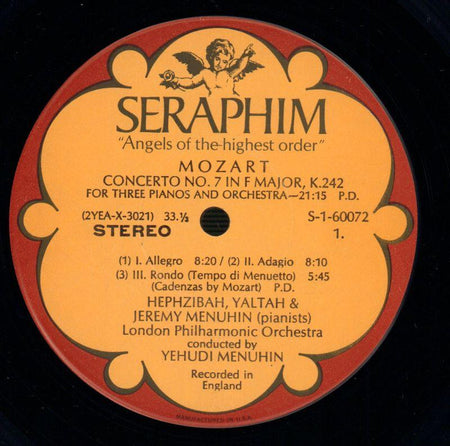 SERAPHIM
"Angels of the highest order"
MOZART
CONCERTO NO. 7 IN F MAJOR, K.242
FOR THREE PIANOS AND ORCHESTRA—21:15 P.D.
(2YEA-X-3021) 33.⅓ S-1-60072
STEREO 1.
(1) I. Allegro 8:20 / (2) II. Adagio 8:10
(3) III. Rondo (Tempo di Menuetto) 5:45
(Cadenzas by Mozart) P.D.
HEPHZIBAH, YALTAH &
JEREMY MENUHIN (pianists)
London Philharmonic Orchestra
conducted by
YEHUDI MENUHIN
Recorded in
England
MANUFACTURED IN U.S.A.